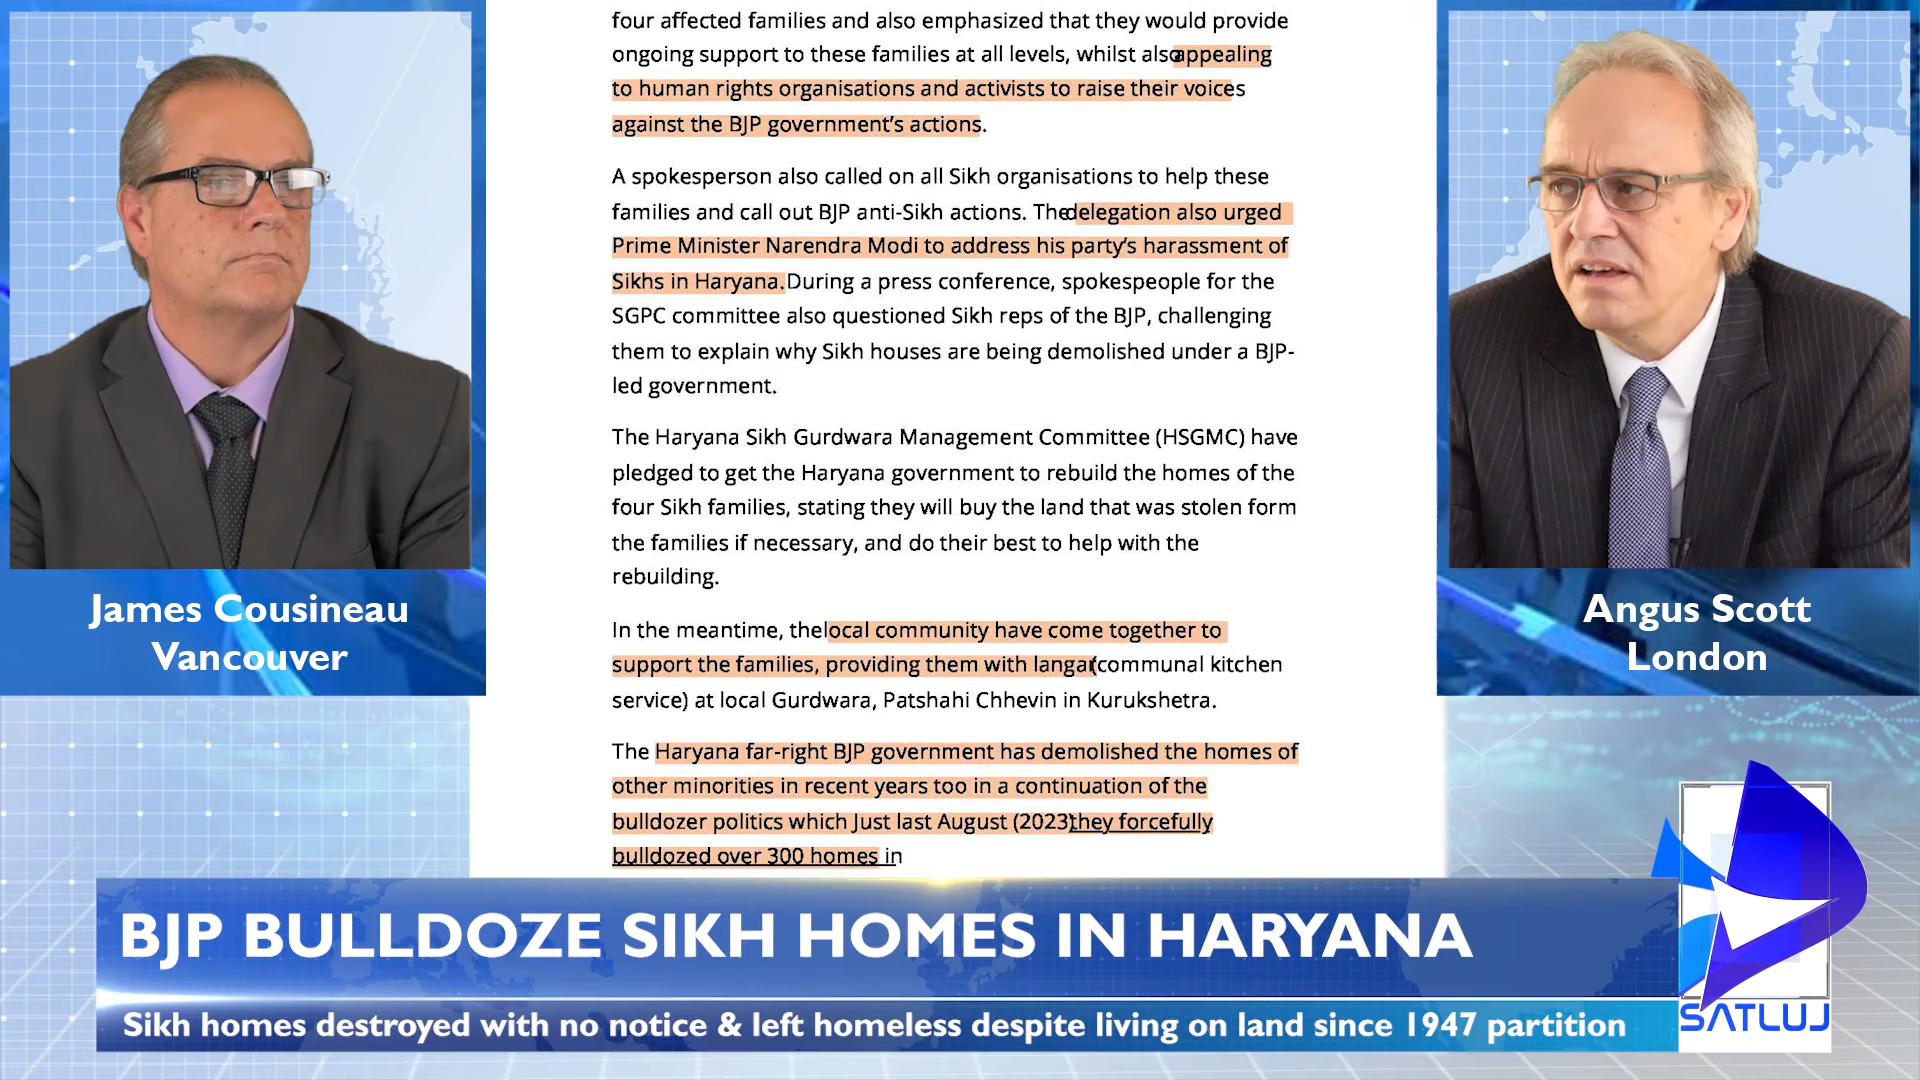 four affected families and also emphasized that they would provide
ongoing support to these families at all levels, whilst also appealing
to human rights organisations and activists to raise their voices
against the BJP government's actions.
A spokesperson also called on all Sikh organisations to help these
families and call out BJP anti-Sikh actions. The delegation also urged
Prime Minister Narendra Modi to address his party's harassment of
Sikhs in Haryana. During a press conference, spokespeople for the
SGPC committee also questioned Sikh reps of the BJP, challenging
them to explain why Sikh houses are being demolished under a BJP-
led government.
The Haryana Sikh Gurdwara Management Committee (HSGMC) have
pledged to get the Haryana government to rebuild the homes of the
four Sikh families, stating they will buy the land that was stolen form
the families if necessary, and do their best to help with the
rebuilding.
In the meantime, the local community have come together to
support the families, providing them with langar (communal kitchen
service) at local Gurdwara, Patshahi Chhevin in Kurukshetra.
The Haryana far-right BJP government has demolished the homes of
other minorities in recent years too in a continuation of the
bulldozer politics which Just last August (2023) they forcefully
bulldozed over 300 homes in
James Cousineau
Vancouver
Angus Scott
London
BJP BULLDOZE SIKH HOMES IN HARYANA
Sikh homes destroyed with no notice & left homeless despite living on land since 1947 partition
SATLUJ